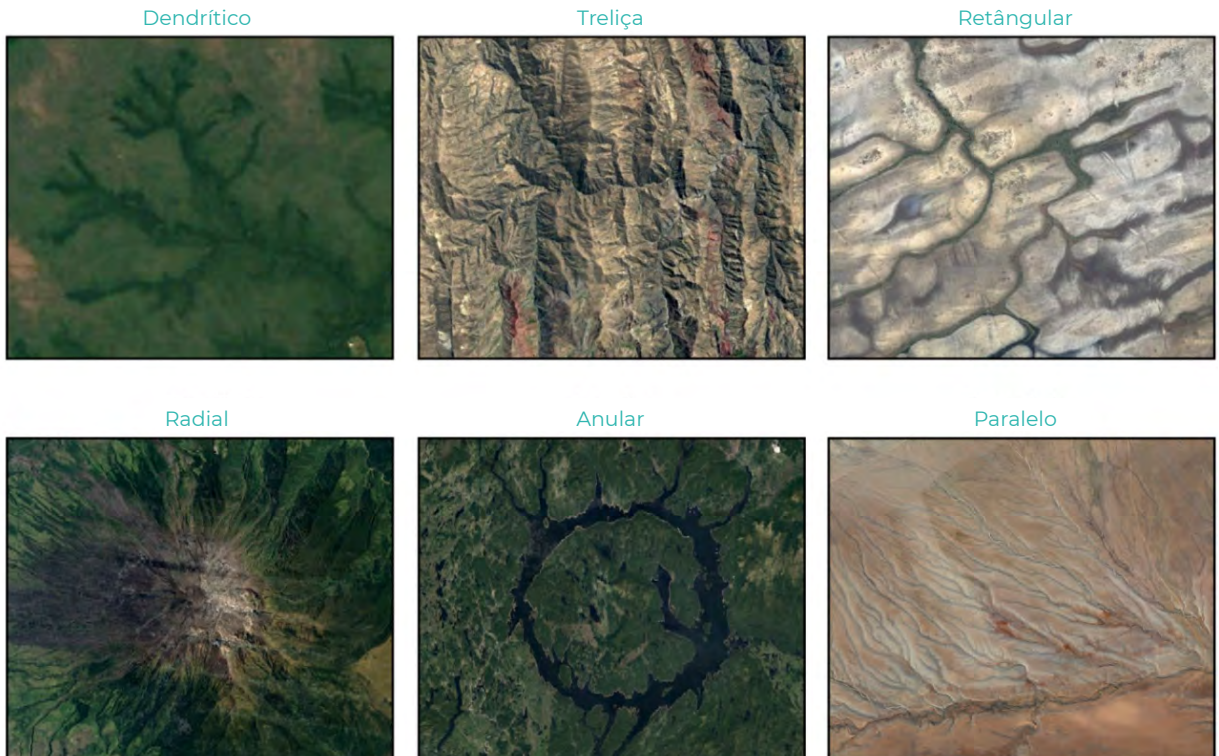 Dendrítico
Treliça
Retângular
Radial
Anular
Paralelo